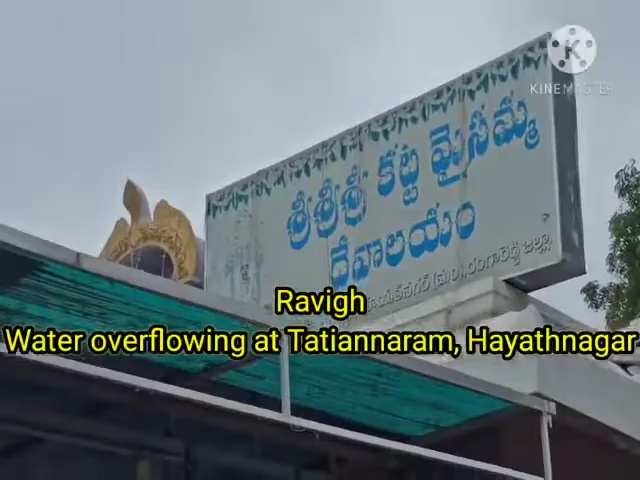 KINEMASTER
శ్రీశ్రీశ్రీ కట్ట మైసమ్మ
దేవాలయం
(మం), రంగారెడ్డి జిల్లా.
Ravigh
Water overflowing at Tatiannaram, Hayathnagar